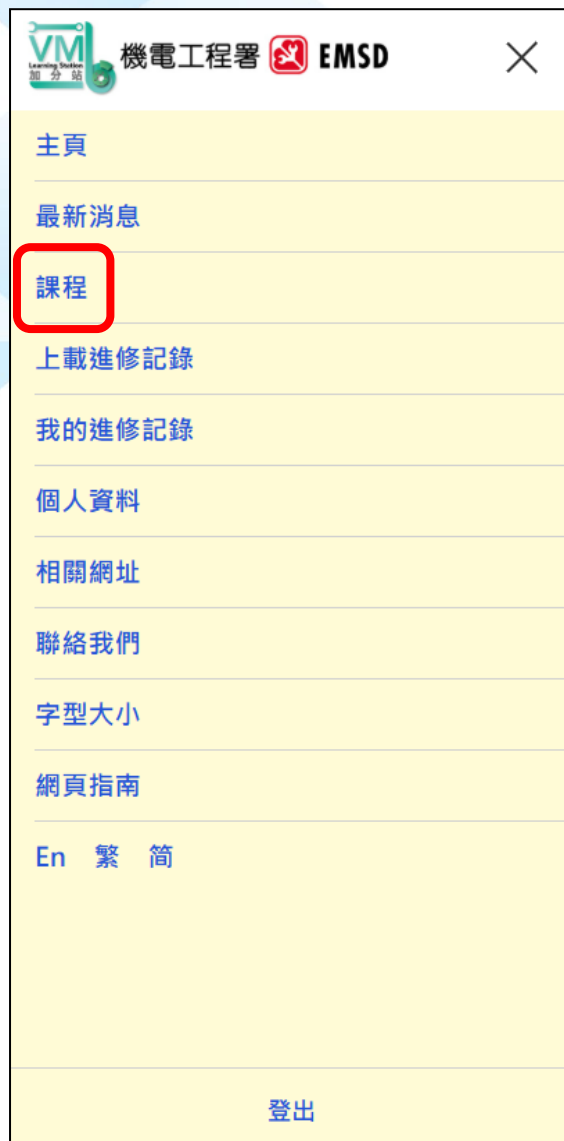 VM
Learning Station
加分站
機電工程署 EMSD
主頁
最新消息
課程
上載進修記錄
我的進修記錄
個人資料
相關網址
聯絡我們
字型大小
網頁指南
En 繁 简
登出